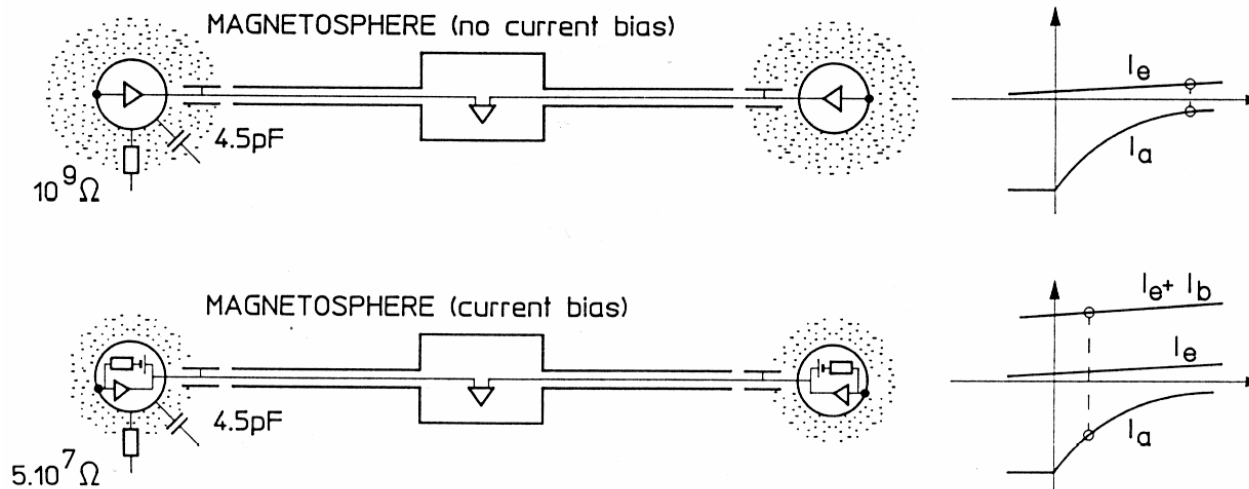 MAGNETOSPHERE (no current bias)
4.5pF
10⁹Ω
Iₑ
Iₐ
MAGNETOSPHERE (current bias)
4.5pF
5.10⁷Ω
Iₑ+ I_b
Iₑ
Iₐ